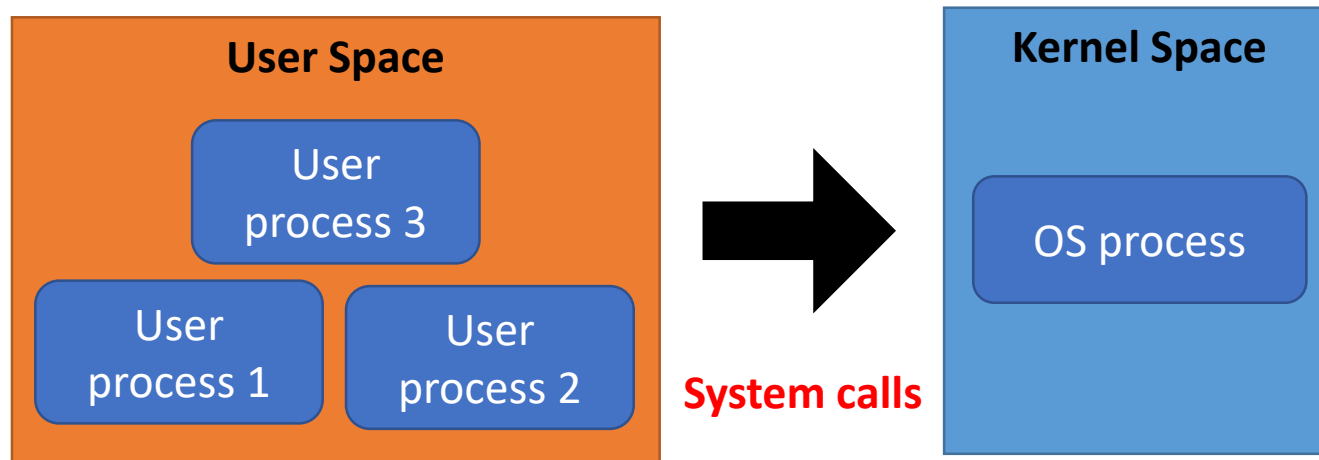 User Space
User
process 3
User
process 1
User
process 2
System calls
Kernel Space
OS process